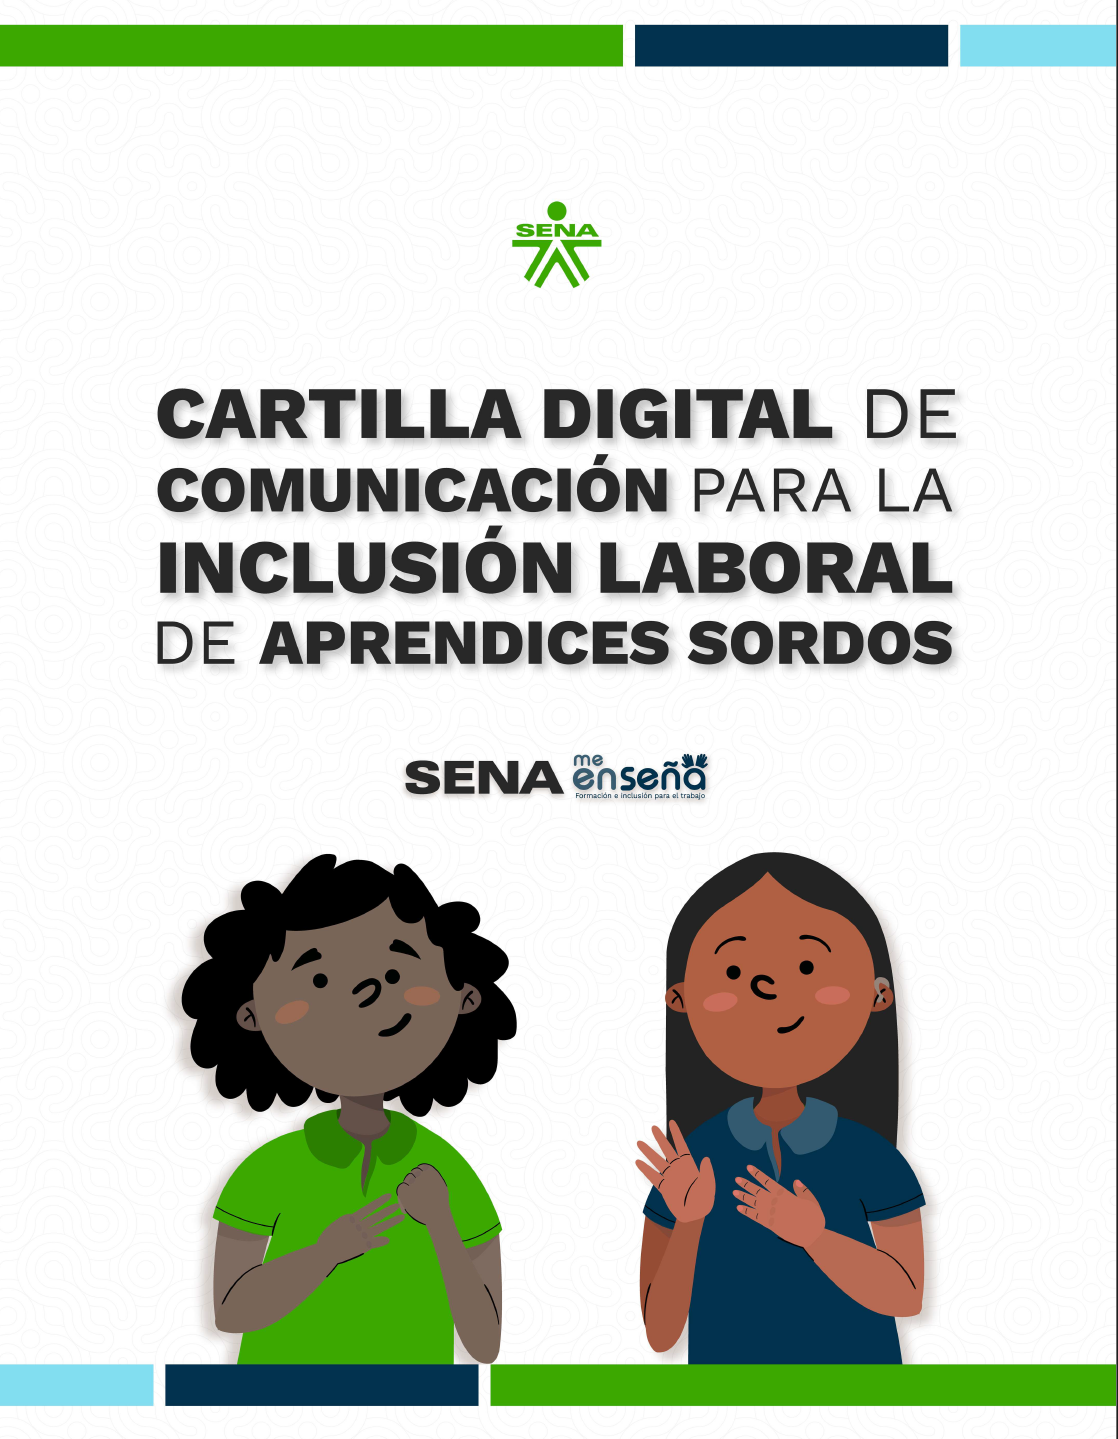 SENA
CARTILLA DIGITAL DE
COMUNICACIÓN PARA LA
INCLUSIÓN LABORAL
DE APRENDICES SORDOS
SENA me enseña
Formación e inclusión para el trabajo